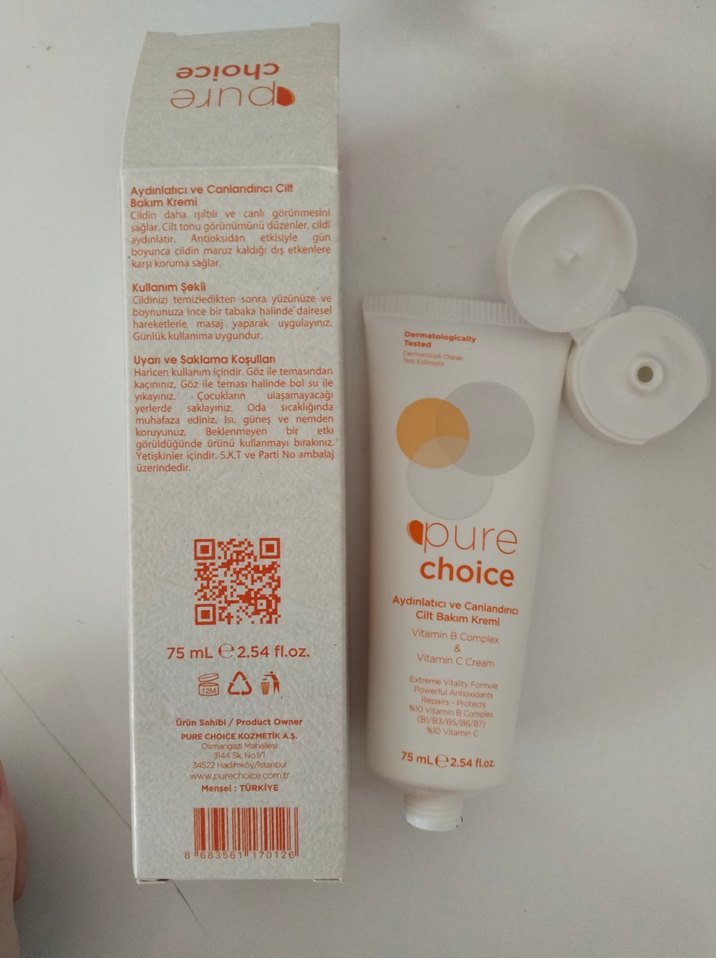 pure
choice
Aydınlatıcı ve Canlandırıcı Cilt
Bakım Kremi
Cildin daha ışıltılı ve canlı görünmesini
sağlar. Cilt tonu görünümünü düzenler, cildi
aydınlatır. Antioksidan etkisiyle gün
boyunca cildin maruz kaldığı dış etkenlere
karşı koruma sağlar.
Kullanım Şekli
Cildinizi temizledikten sonra yüzünüze ve
boynunuza ince bir tabaka halinde dairesel
hareketlerle masaj yaparak uygulayınız.
Günlük kullanıma uygundur.
Uyarı ve Saklama Koşulları
Haricen kullanım içindir. Göz ile temasından
kaçınınız. Göz ile teması halinde bol su ile
yıkayınız. Çocukların ulaşamayacağı
yerlerde saklayınız. Oda sıcaklığında
muhafaza ediniz. Isı, güneş ve nemden
koruyunuz. Beklenmeyen bir etki
görüldüğünde ürünü kullanmayı bırakınız.
Yetişkinler içindir. S.K.T ve Parti No ambalaj
üzerindedir.
75 mL ℮ 2.54 fl.oz.
12M
Ürün Sahibi / Product Owner
PURE CHOICE KOZMETİK A.Ş.
Osmangazi Mahallesi
3144 Sk. No:1/1
34522 Hadımköy/İstanbul
www.purechoice.com.tr
Menşei : TÜRKİYE
8 683561 170126
Dermatologically
Tested
Dermatolojik Olarak
Test Edilmiştir.
pure
choice
Aydınlatıcı ve Canlandırıcı
Cilt Bakım Kremi
Vitamin B Complex
&
Vitamin C Cream
Extreme Vitality Formula
Powerful Antioxidants
Repairs - Protects
%10 Vitamin B Complex
(B1/B3/B5/B6/B7)
%10 Vitamin C
75 mL ℮ 2.54 fl.oz.